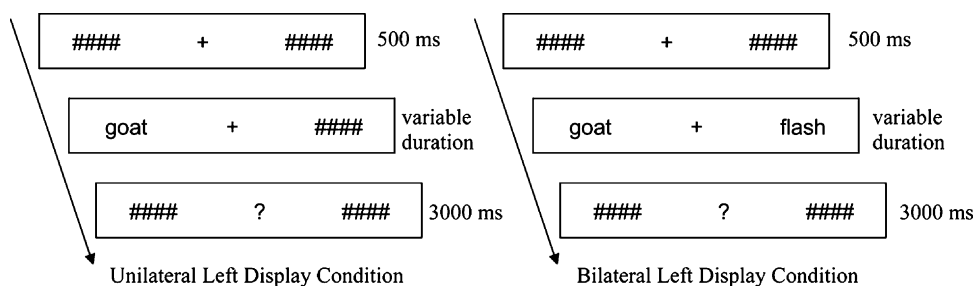 #### + #### 500 ms
goat + #### variable duration
#### ? #### 3000 ms
Unilateral Left Display Condition
#### + #### 500 ms
goat + flash variable duration
#### ? #### 3000 ms
Bilateral Left Display Condition